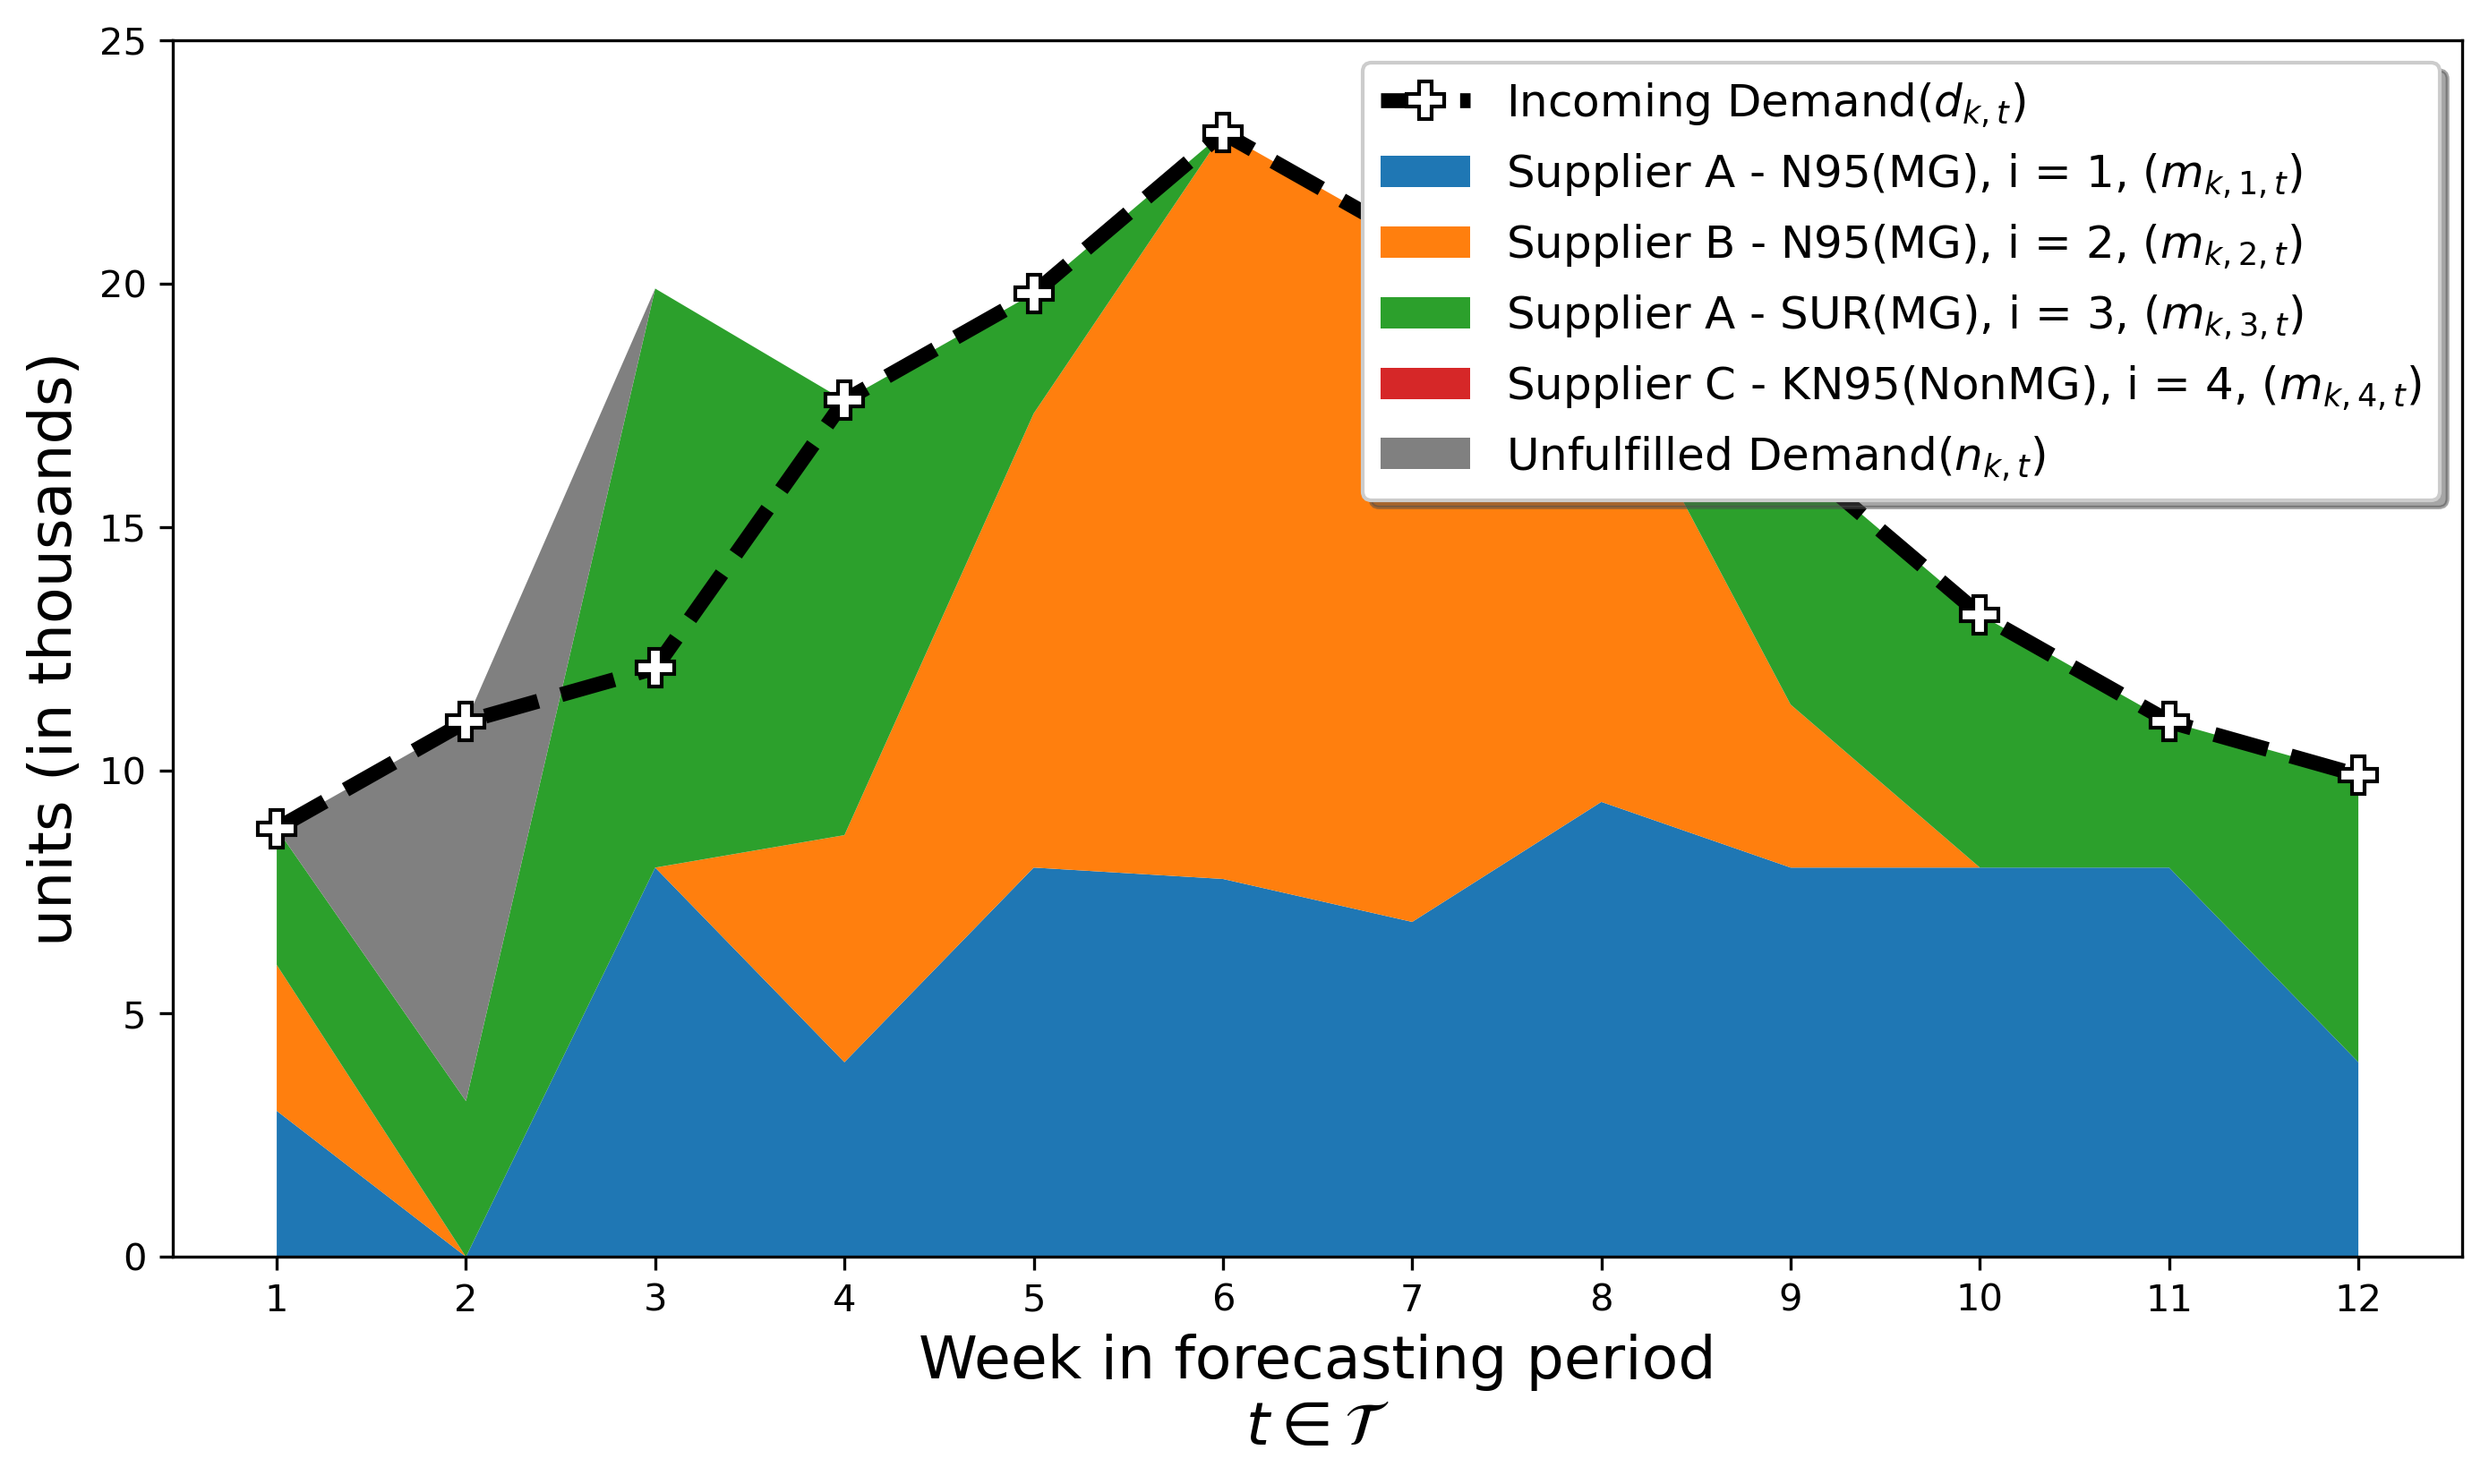 units (in thousands)
25
20
15
10
5
0
Incoming Demand($d_{k,t}$)
Supplier A - N95(MG), i = 1, ($m_{k,1,t}$)
Supplier B - N95(MG), i = 2, ($m_{k,2,t}$)
Supplier A - SUR(MG), i = 3, ($m_{k,3,t}$)
Supplier C - KN95(NonMG), i = 4, ($m_{k,4,t}$)
Unfulfilled Demand($n_{k,t}$)
1 2 3 4 5 6 7 8 9 10 11 12
Week in forecasting period
$t \in \mathcal{T}$